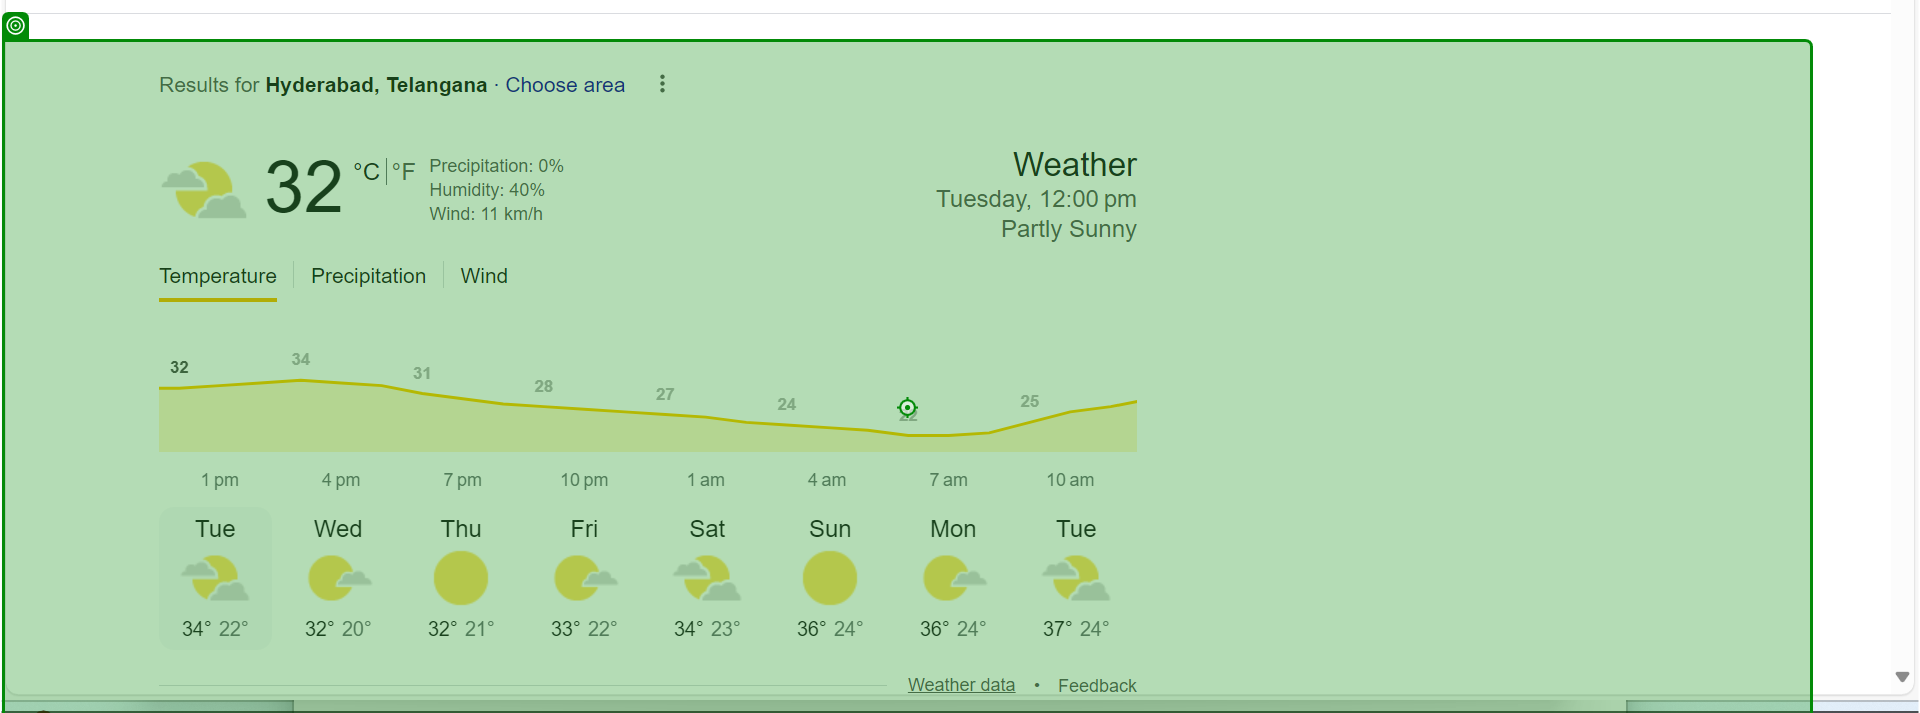 Results for Hyderabad, Telangana · Choose area
32 °C | °F
Precipitation: 0%
Humidity: 40%
Wind: 11 km/h
Weather
Tuesday, 12:00 pm
Partly Sunny
Temperature Precipitation Wind
32 34 31 28 27 24 22 25
1 pm 4 pm 7 pm 10 pm 1 am 4 am 7 am 10 am
Tue Wed Thu Fri Sat Sun Mon Tue
34° 22° 32° 20° 32° 21° 33° 22° 34° 23° 36° 24° 36° 24° 37° 24°
Weather data • Feedback